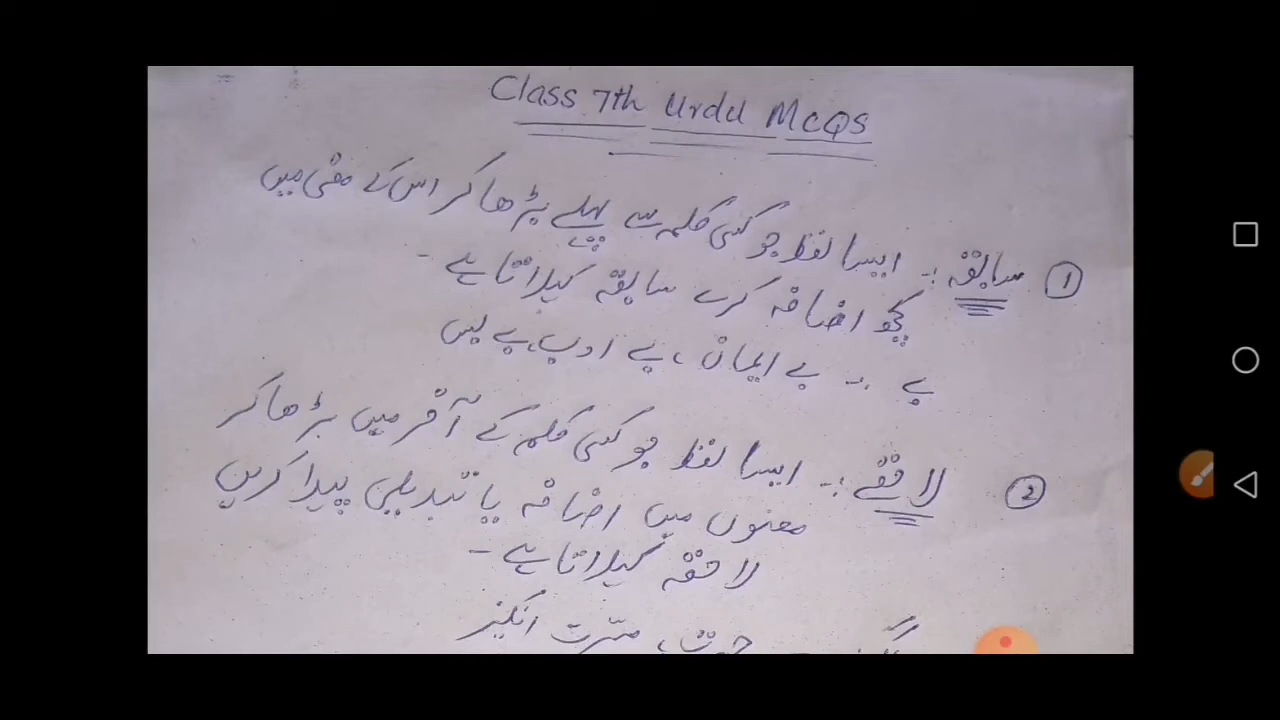 Class 7th Urdu MCQS
① سابقہ :۔ ایسا لفظ جو کسی کلمہ سے پہلے بڑھا کر اس کے معنی میں
کچھ اضافہ کرے سابقہ کہلاتا ہے -
بے :۔ بے ایمان ، بے ادب، بے بس
② لاحقے :۔ ایسا لفظ جو کسی کلمہ کے آخر میں بڑھا کر
معنوں میں اضافہ یا تبدیلی پیدا کریں
لاحقہ کہلاتا ہے -
حیرت ، مسرت انگیز